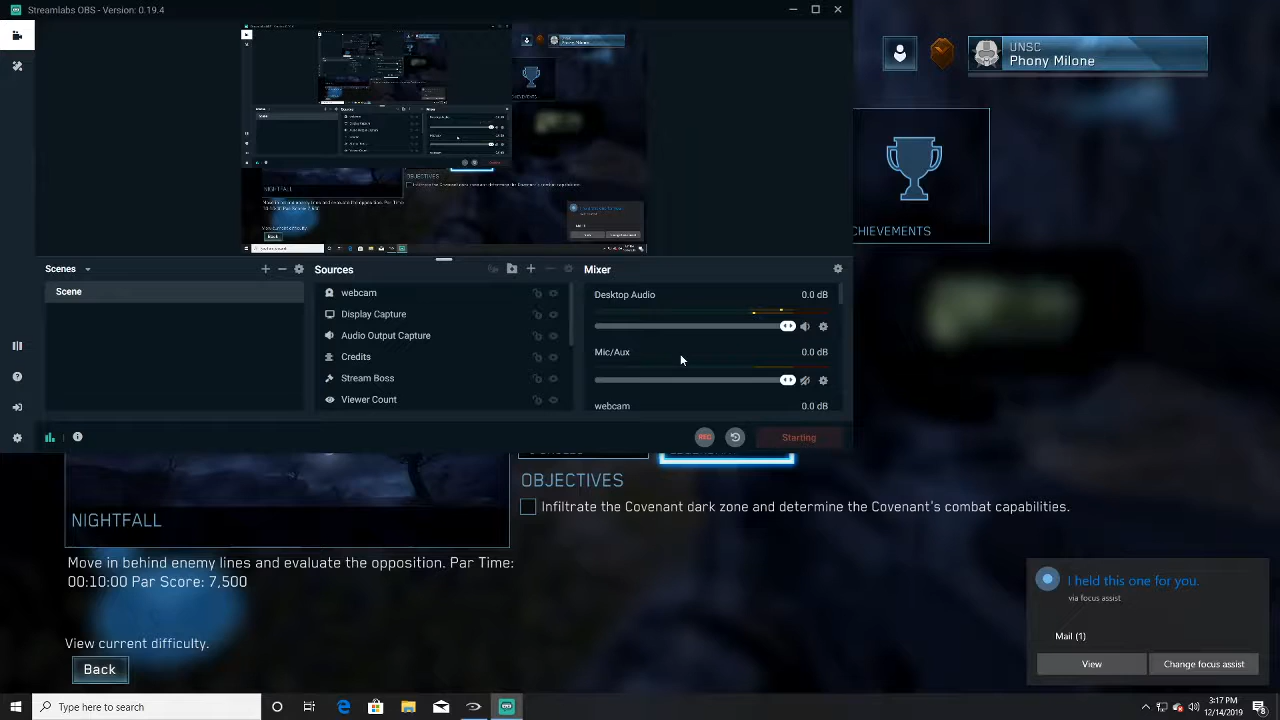 Streamlabs OBS - Version: 0.19.4
UNSC
Phony Milone
CHIEVEMENTS
Scenes
Scene
Sources
webcam
Display Capture
Audio Output Capture
Credits
Stream Boss
Viewer Count
Mixer
Desktop Audio 0.0 dB
Mic/Aux 0.0 dB
webcam 0.0 dB
REC
Starting
NIGHTFALL
Move in behind enemy lines and evaluate the opposition. Par Time:
00:10:00 Par Score: 7,500
View current difficulty.
Back
OBJECTIVES
Infiltrate the Covenant dark zone and determine the Covenant's combat capabilities.
I held this one for you.
via focus assist
Mail (1)
View
Change focus assist
Type here to search
3:17 PM
12/14/2019